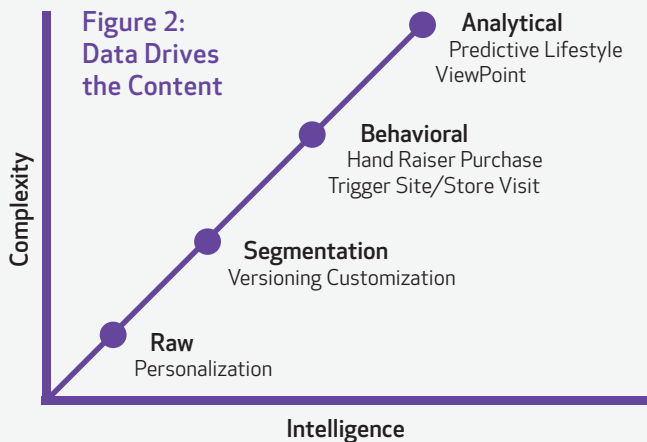 Figure 2:
Data Drives
the Content
Analytical
Predictive Lifestyle
ViewPoint
Behavioral
Hand Raiser Purchase
Trigger Site/Store Visit
Segmentation
Versioning Customization
Raw
Personalization
Complexity
Intelligence